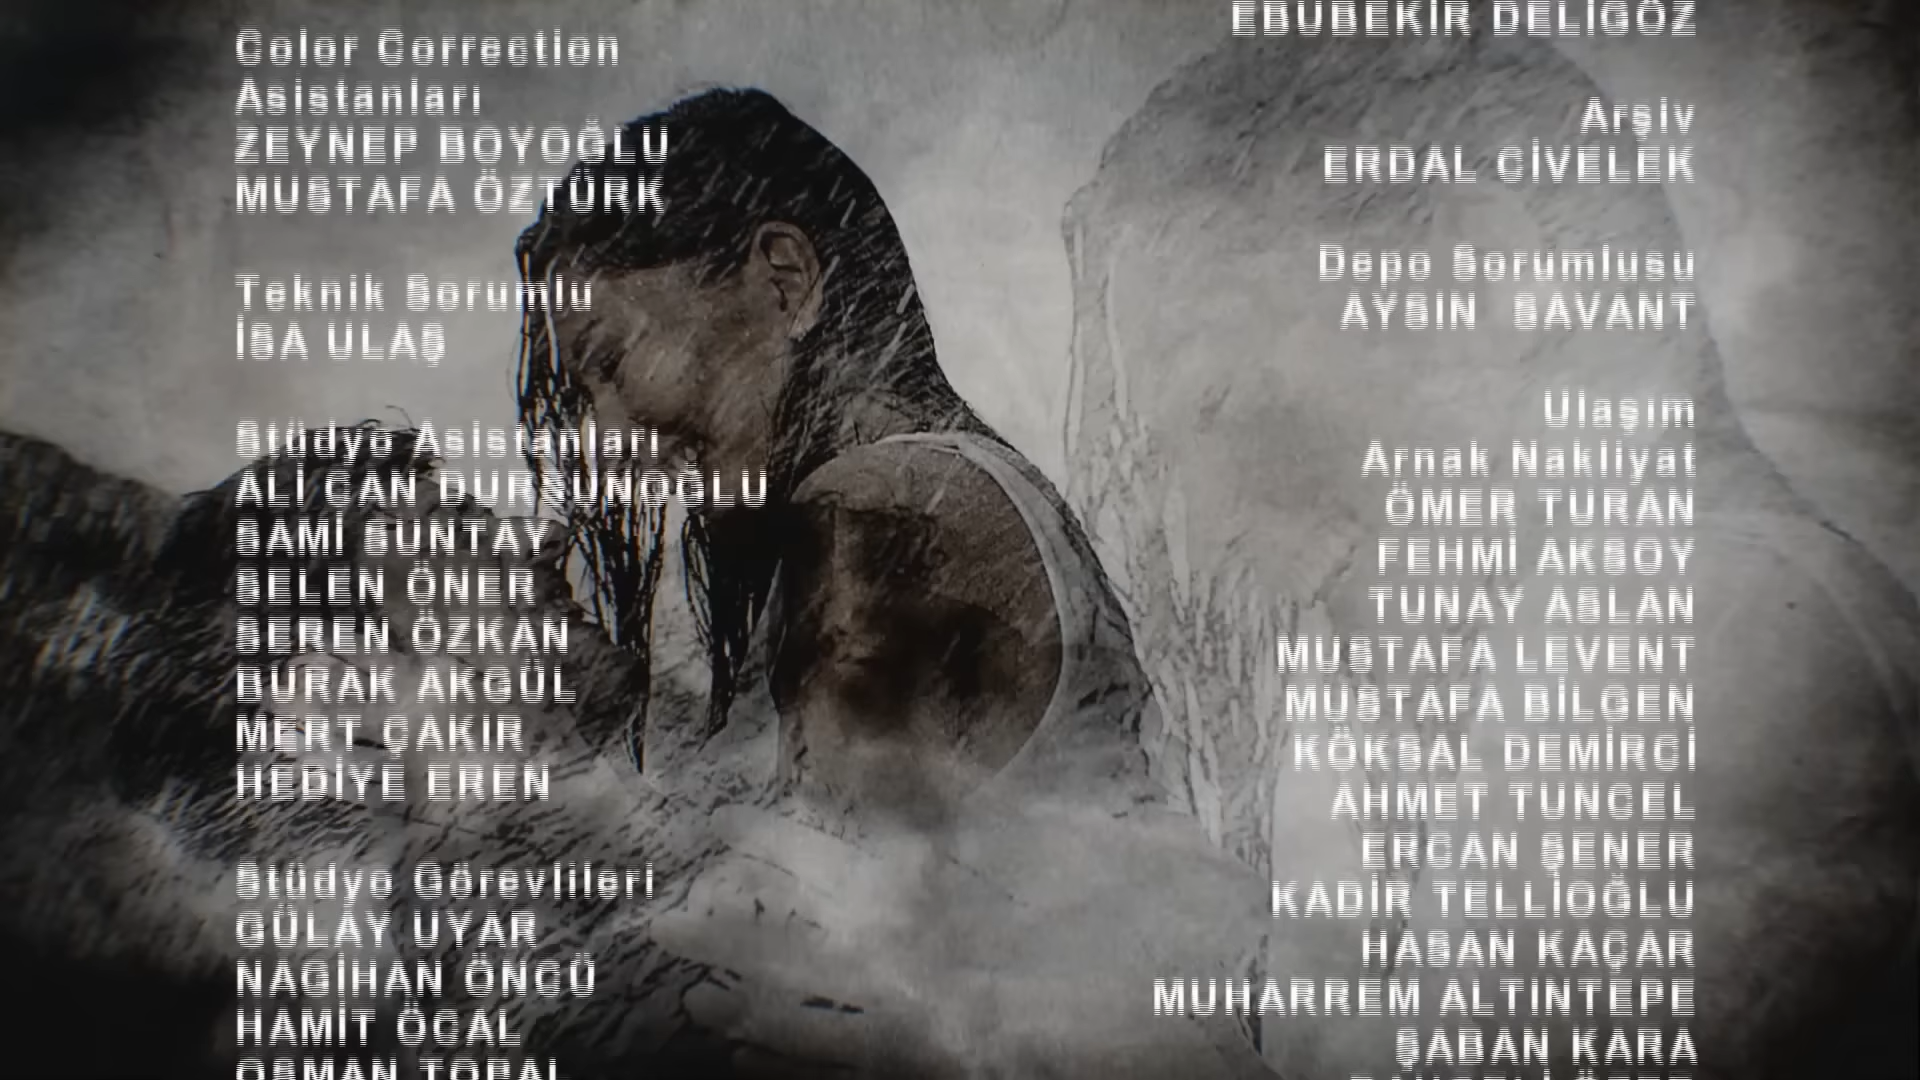 Color Correction
Asistanları
ZEYNEP BOYOĞLU
MUSTAFA ÖZTÜRK
Teknik Sorumlu
İSA ULAŞ
Stüdyo Asistanları
ALİ CAN DURSUNOĞLU
SAMİ SUNTAY
SELEN ÖNER
SEREN ÖZKAN
BURAK AKGÜL
MERT ÇAKIR
HEDİYE EREN
Stüdyo Görevlileri
GÜLAY UYAR
NAGİHAN ÖNCÜ
HAMİT ÖCAL
OSMAN TOPAL
EBUBEKİR DELİGÖZ
Arşiv
ERDAL CİVELEK
Depo Sorumlusu
AYSIN SAVANT
Ulaşım
Arnak Nakliyat
ÖMER TURAN
FEHMİ AKSOY
TUNAY ASLAN
MUSTAFA LEVENT
MUSTAFA BİLGEN
KÖKSAL DEMİRCİ
AHMET TUNCEL
ERCAN ŞENER
KADİR TELLİOĞLU
HASAN KAÇAR
MUHARREM ALTINTEPE
ŞABAN KARA